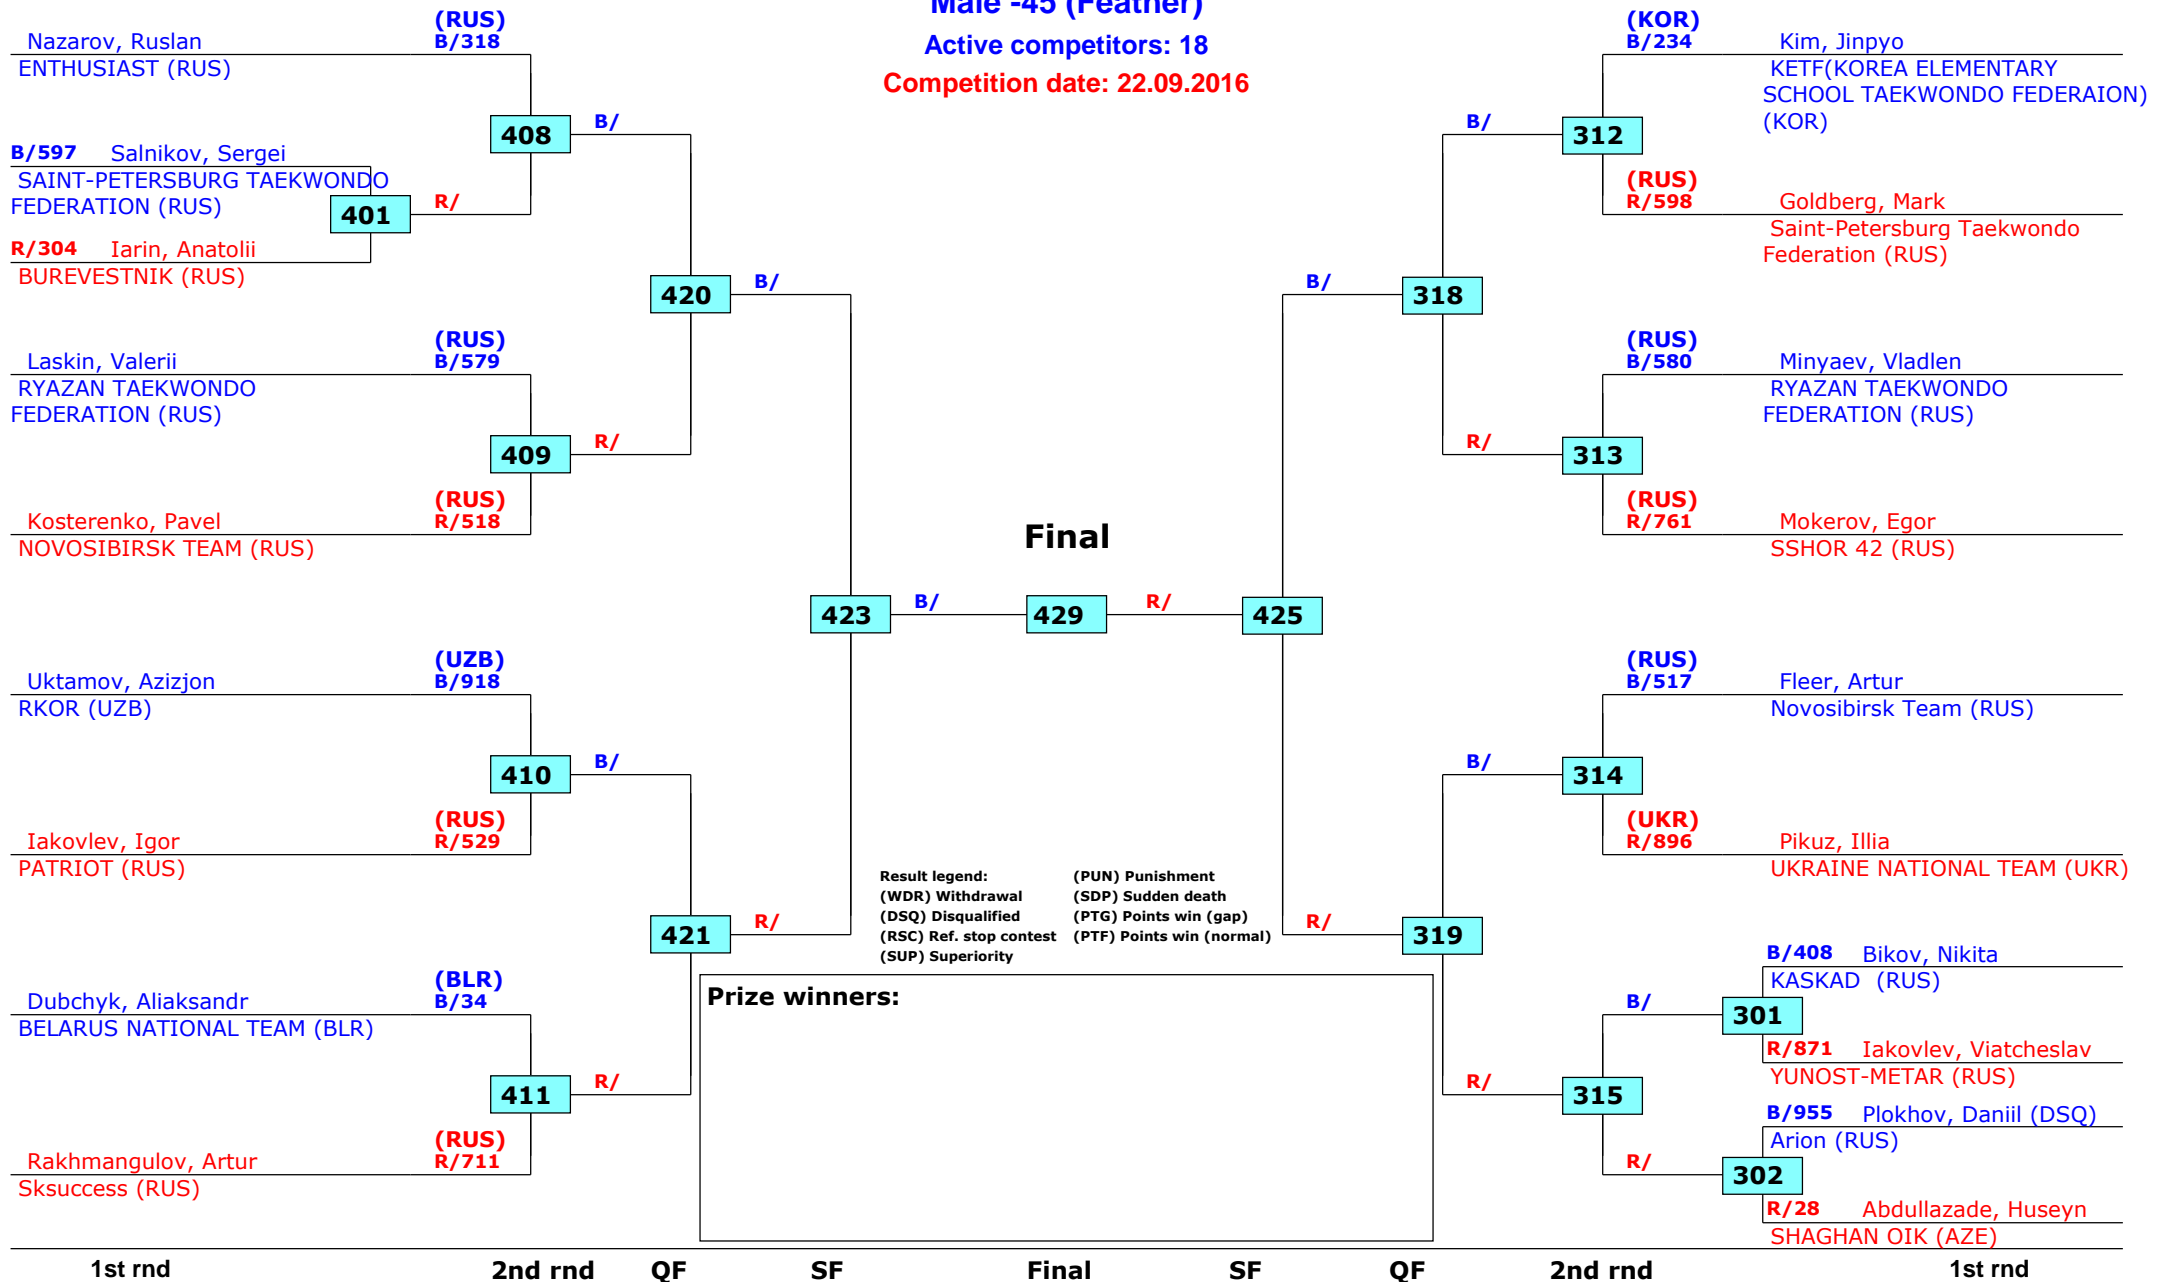 Male -45 (Feather)
Active competitors: 18
Competition date: 22.09.2016
(RUS)
Nazarov, Ruslan B/318
ENTHUSIAST (RUS)
408
B/
B/597 Salnikov, Sergei
SAINT-PETERSBURG TAEKWONDO
FEDERATION (RUS)
401
R/
R/304 Iarin, Anatolii
BUREVESTNIK (RUS)
420
B/
(RUS)
Laskin, Valerii B/579
RYAZAN TAEKWONDO
FEDERATION (RUS)
409
R/
(RUS)
Kosterenko, Pavel R/518
NOVOSIBIRSK TEAM (RUS)
423
B/
(UZB)
Uktamov, Azizjon B/918
RKOR (UZB)
410
B/
(RUS)
Iakovlev, Igor R/529
PATRIOT (RUS)
421
R/
(BLR)
Dubchyk, Aliaksandr B/34
BELARUS NATIONAL TEAM (BLR)
411
R/
(RUS)
Rakhmangulov, Artur R/711
Sksuccess (RUS)
Final
429
(KOR)
B/234 Kim, Jinpyo
KETF(KOREA ELEMENTARY
SCHOOL TAEKWONDO FEDERAION)
(KOR)
B/
312
(RUS)
R/598 Goldberg, Mark
Saint-Petersburg Taekwondo
Federation (RUS)
B/
318
(RUS)
B/580 Minyaev, Vladlen
RYAZAN TAEKWONDO
FEDERATION (RUS)
R/
313
(RUS)
R/761 Mokerov, Egor
SSHOR 42 (RUS)
R/
425
(RUS)
B/517 Fleer, Artur
Novosibirsk Team (RUS)
B/
314
(UKR)
R/896 Pikuz, Illia
UKRAINE NATIONAL TEAM (UKR)
R/
319
B/408 Bikov, Nikita
KASKAD (RUS)
B/
301
R/871 Iakovlev, Viatcheslav
YUNOST-METAR (RUS)
R/
315
B/955 Plokhov, Daniil (DSQ)
Arion (RUS)
R/
302
R/28 Abdullazade, Huseyn
SHAGHAN OIK (AZE)
Result legend: (PUN) Punishment
(WDR) Withdrawal (SDP) Sudden death
(DSQ) Disqualified (PTG) Points win (gap)
(RSC) Ref. stop contest (PTF) Points win (normal)
(SUP) Superiority
Prize winners:
1st rnd 2nd rnd QF SF Final SF QF 2nd rnd 1st rnd